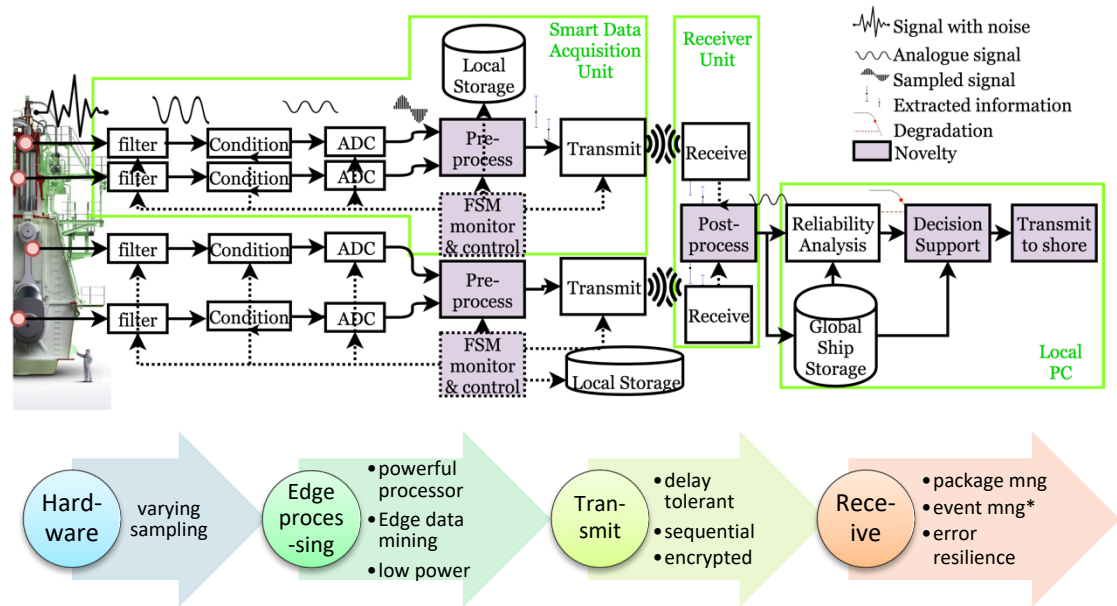 Smart Data
Acquisition
Unit
Local
Storage
Receiver
Unit
Signal with noise
Analogue signal
Sampled signal
Extracted information
Degradation
Novelty
filter
Condition
ADC
Pre-
process
Transmit
Receive
filter
Condition
ADC
FSM
monitor
& control
Post-
process
Reliability
Analysis
Decision
Support
Transmit
to shore
filter
Condition
ADC
Pre-
process
Transmit
Receive
filter
Condition
ADC
FSM
monitor
& control
Local Storage
Global
Ship
Storage
Local
PC
Hard-
ware
varying
sampling
Edge
proces
-sing
•powerful
processor
•Edge data
mining
•low power
Tran-
smit
•delay
tolerant
•sequential
•encrypted
Rece-
ive
•package mng
•event mng*
•error
resilience